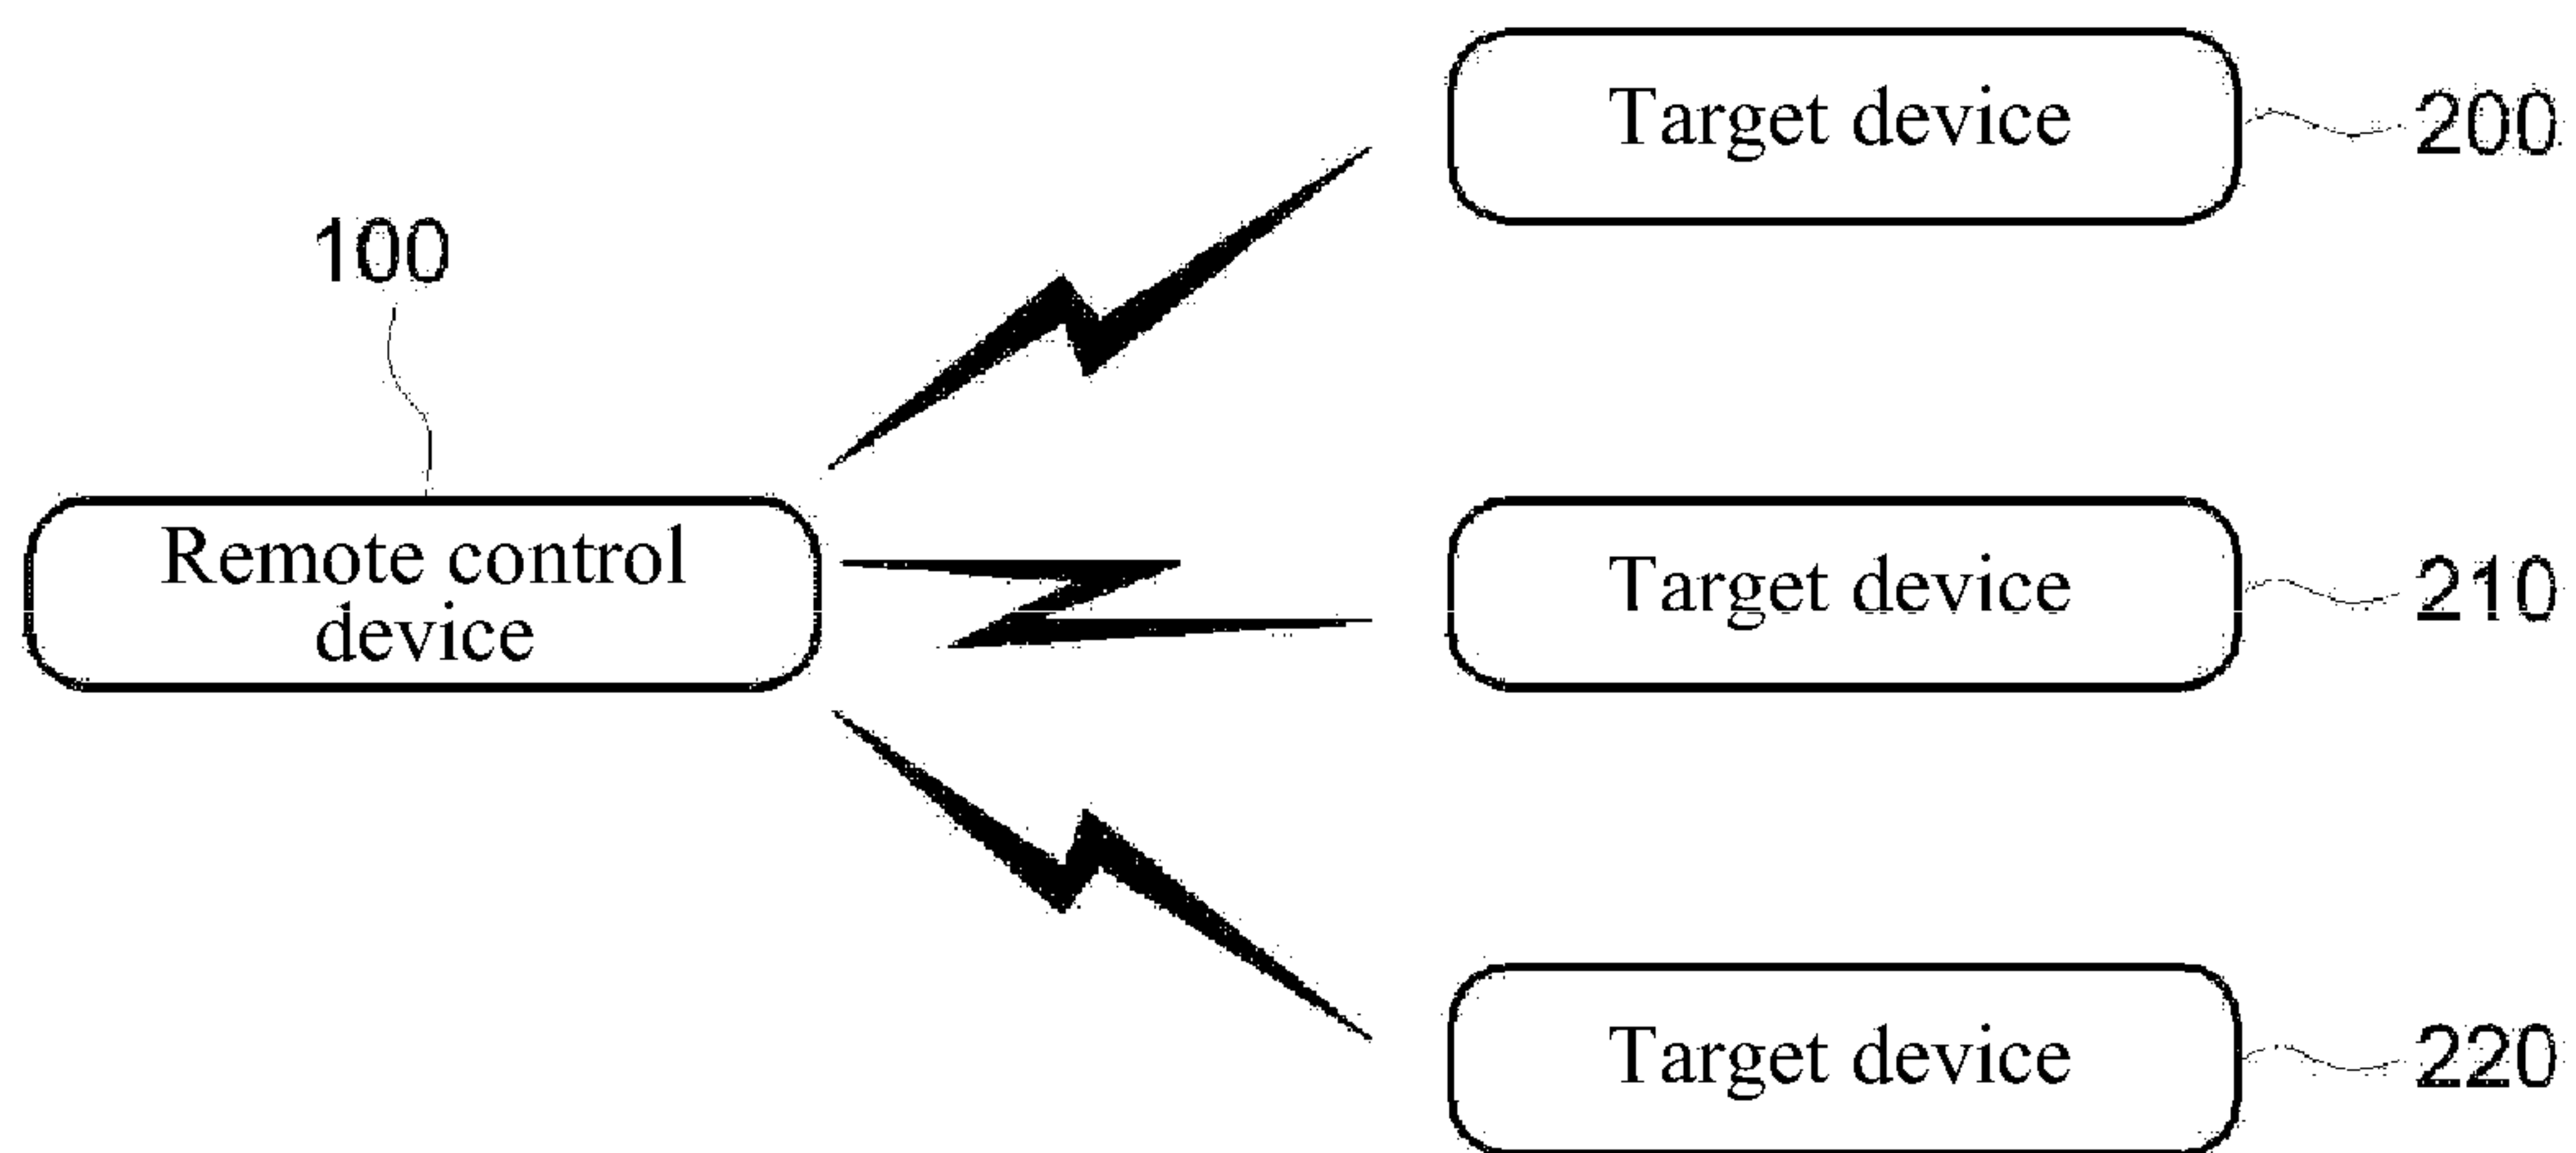 Target device
200
100
Remote control
device
Target device
210
Target device
220